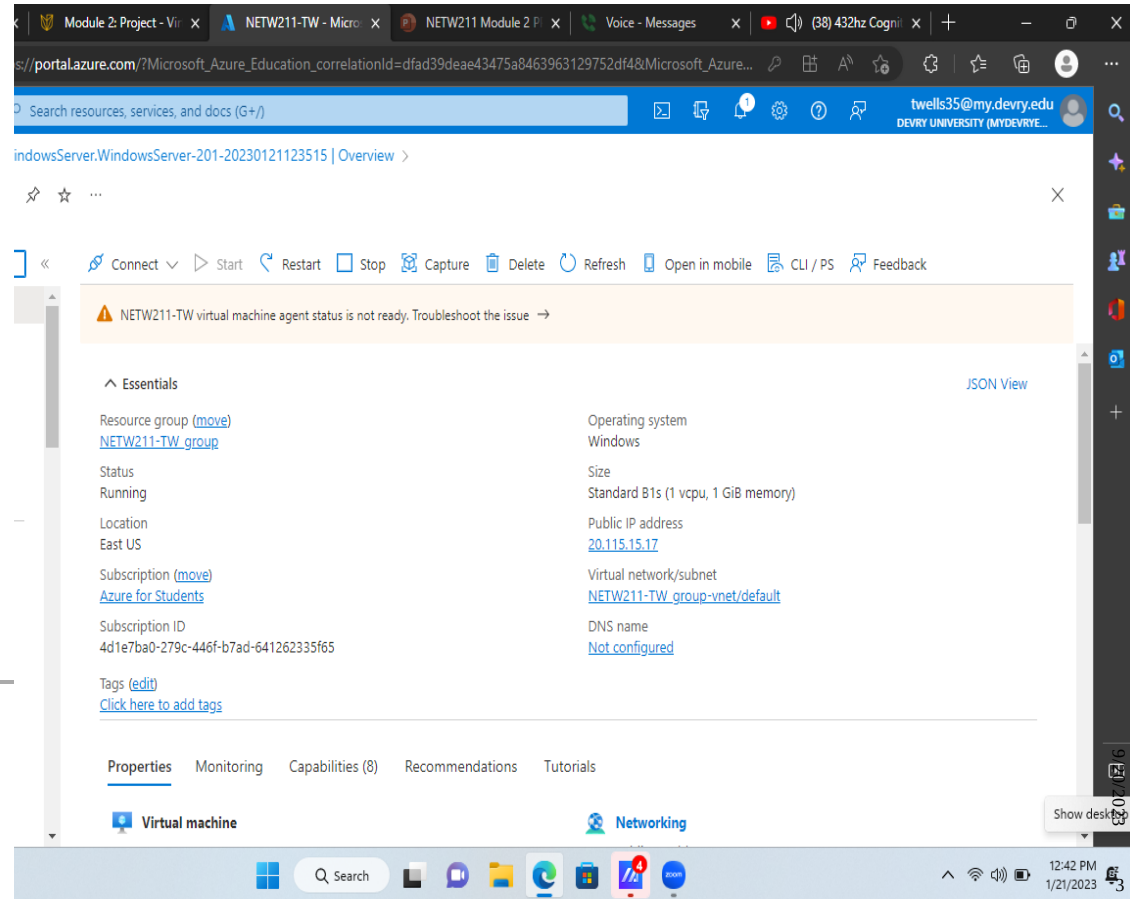 Module 2: Project - Vir
NETW211-TW - Micro
NETW211 Module 2 P
Voice - Messages
(38) 432hz Cognit
s://portal.azure.com/?Microsoft_Azure_Education_correlationId=dfad39deae43475a8463963129752df4&Microsoft_Azure...
Search resources, services, and docs (G+/)
1
twells35@my.devry.edu
DEVRY UNIVERSITY (MYDEVRYE...
indowsServer.WindowsServer-201-20230121123515 | Overview >
Connect Start Restart Stop Capture Delete Refresh Open in mobile CLI / PS Feedback
NETW211-TW virtual machine agent status is not ready. Troubleshoot the issue →
Essentials
JSON View
Resource group (move)
NETW211-TW_group
Status
Running
Location
East US
Subscription (move)
Azure for Students
Subscription ID
4d1e7ba0-279c-446f-b7ad-641262335f65
Tags (edit)
Click here to add tags
Operating system
Windows
Size
Standard B1s (1 vcpu, 1 GiB memory)
Public IP address
20.115.15.17
Virtual network/subnet
NETW211-TW_group-vnet/default
DNS name
Not configured
Properties Monitoring Capabilities (8) Recommendations Tutorials
Virtual machine
Networking
Show desktop
Search
4
zoom
12:42 PM
1/21/2023
3